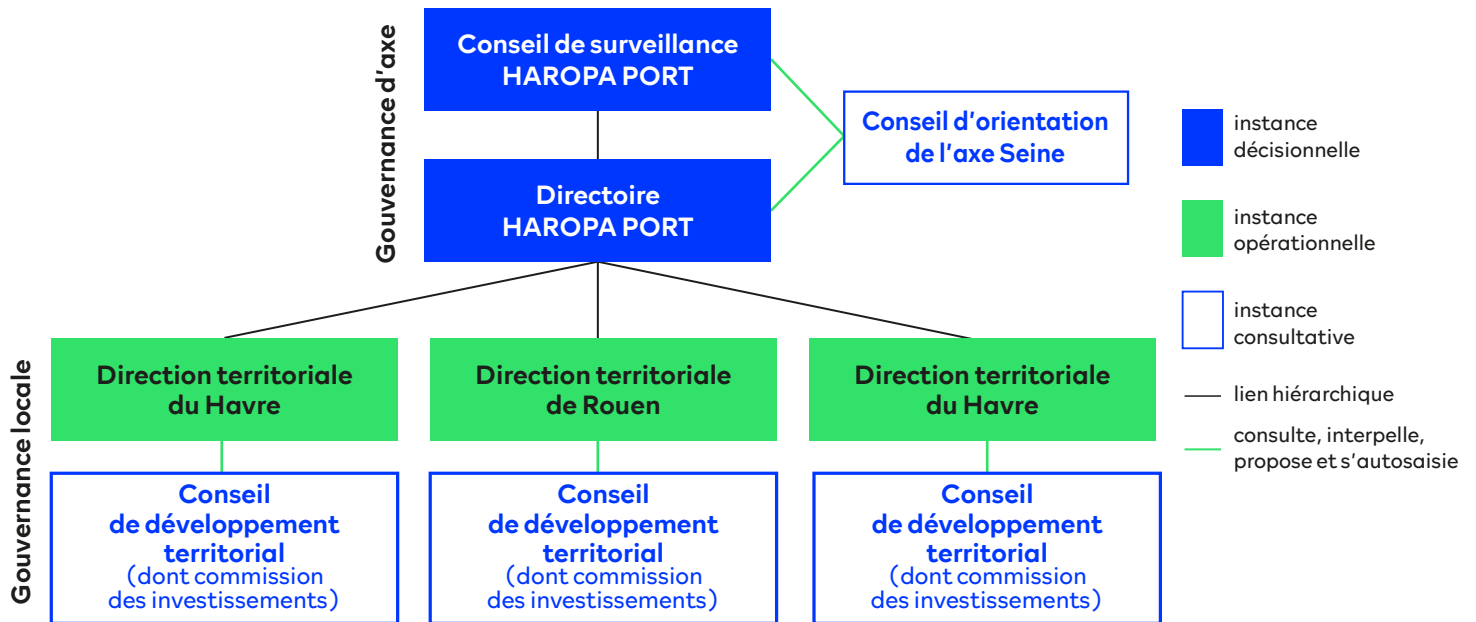 Gouvernance d'axe
Conseil de surveillance
HAROPA PORT
Conseil d'orientation
de l'axe Seine
Directoire
HAROPA PORT
instance
décisionnelle
instance
opérationnelle
instance
consultative
lien hiérarchique
consulte, interpelle,
propose et s'autosaisie
Gouvernance locale
Direction territoriale
du Havre
Direction territoriale
de Rouen
Direction territoriale
du Havre
Conseil
de développement
territorial
(dont commission
des investissements)
Conseil
de développement
territorial
(dont commission
des investissements)
Conseil
de développement
territorial
(dont commission
des investissements)